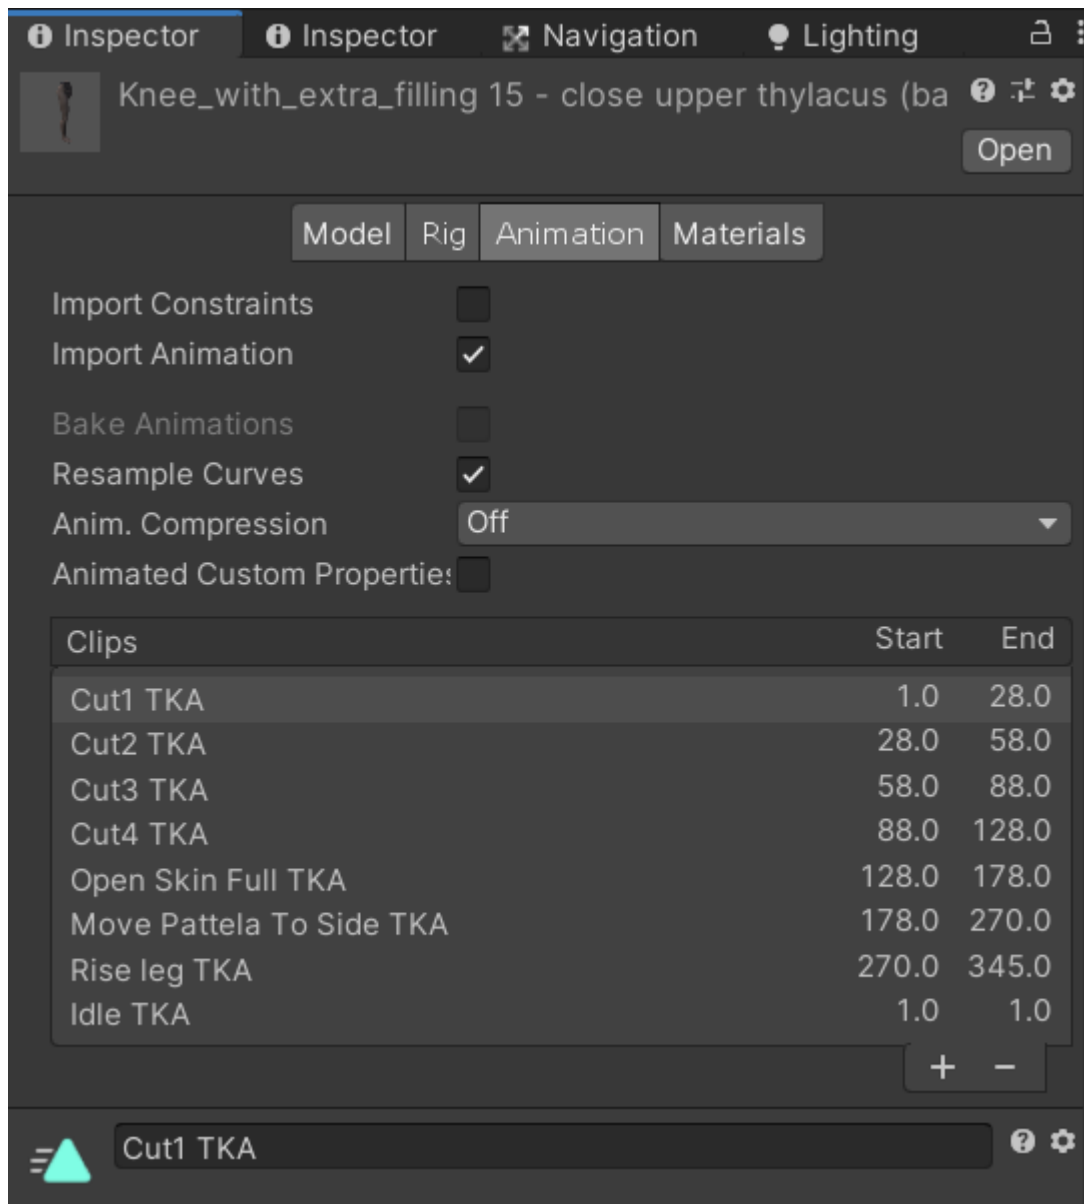 Inspector Inspector Navigation Lighting
Knee_with_extra_filling 15 - close upper thylacus (ba
Open
Model Rig Animation Materials
Import Constraints
Import Animation
Bake Animations
Resample Curves
Anim. Compression Off
Animated Custom Properties
Clips Start End
Cut1 TKA 1.0 28.0
Cut2 TKA 28.0 58.0
Cut3 TKA 58.0 88.0
Cut4 TKA 88.0 128.0
Open Skin Full TKA 128.0 178.0
Move Pattela To Side TKA 178.0 270.0
Rise leg TKA 270.0 345.0
Idle TKA 1.0 1.0
+ −
Cut1 TKA